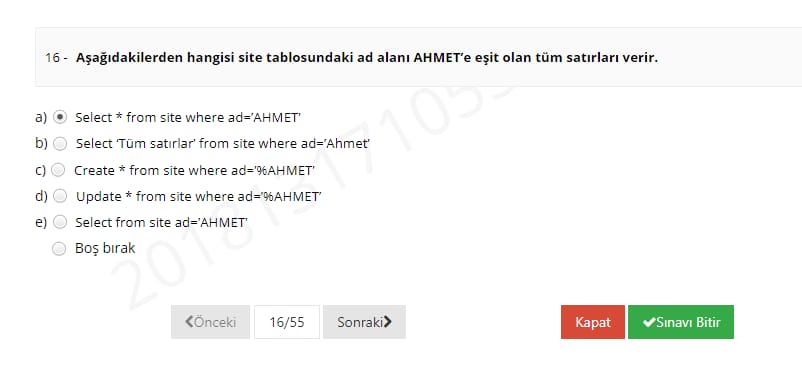 16 - Aşağıdakilerden hangisi site tablosundaki ad alanı AHMET’e eşit olan tüm satırları verir.
a) Select * from site where ad=’AHMET’
b) Select ‘Tüm satırlar’ from site where ad=’Ahmet’
c) Create * from site where ad=’%AHMET’
d) Update * from site where ad=’%AHMET’
e) Select from site ad=’AHMET’
Boş bırak
Önceki 16/55 Sonraki Kapat Sınavı Bitir